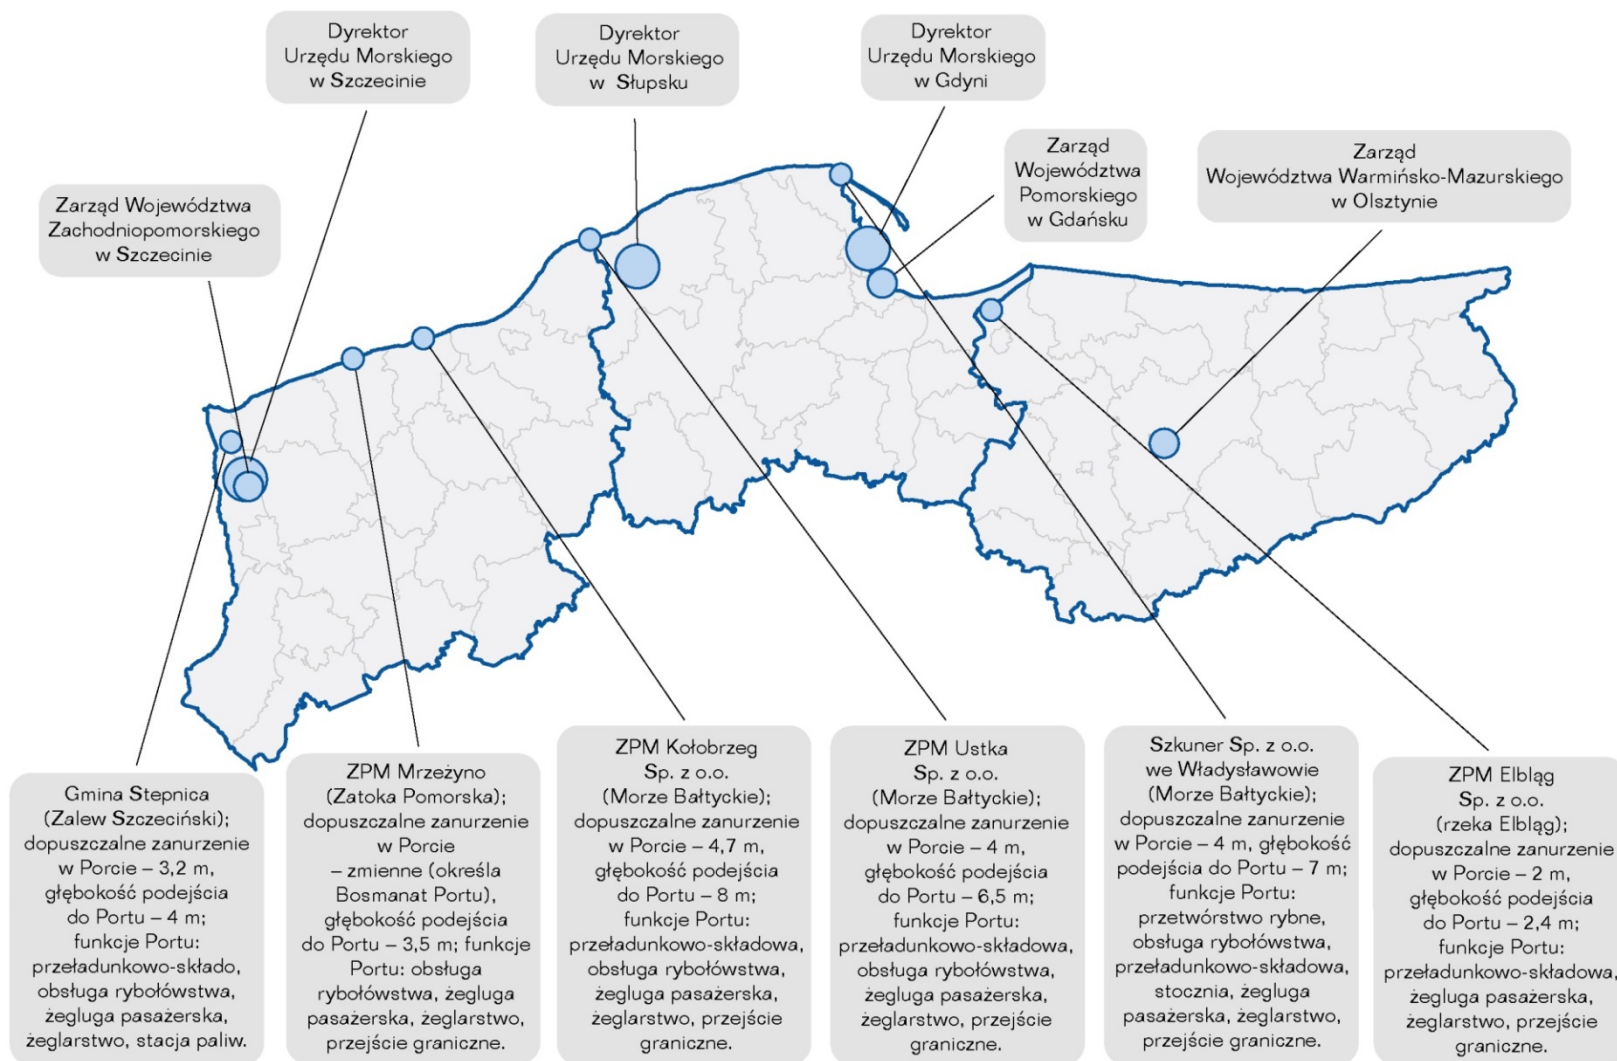 Dyrektor
Urzędu Morskiego
w Szczecinie
Dyrektor
Urzędu Morskiego
w Słupsku
Dyrektor
Urzędu Morskiego
w Gdyni
Zarząd
Województwa
Pomorskiego
w Gdańsku
Zarząd
Województwa Warmińsko-Mazurskiego
w Olsztynie
Zarząd Województwa
Zachodniopomorskiego
w Szczecinie
Gmina Stepnica
(Zalew Szczeciński);
dopuszczalne zanurzenie
w Porcie – 3,2 m,
głębokość podejścia
do Portu – 4 m;
funkcje Portu:
przeładunkowo-składo,
obsługa rybołówstwa,
żegluga pasażerska,
żeglarstwo, stacja paliw.
ZPM Mrzeżyno
(Zatoka Pomorska);
dopuszczalne zanurzenie
w Porcie
– zmienne (określa
Bosmanat Portu),
głębokość podejścia
do Portu – 3,5 m; funkcje
Portu: obsługa
rybołówstwa, żegluga
pasażerska, żeglarstwo,
przejście graniczne.
ZPM Kołobrzeg
Sp. z o.o.
(Morze Bałtyckie);
dopuszczalne zanurzenie
w Porcie – 4,7 m,
głębokość podejścia
do Portu – 8 m;
funkcje Portu:
przeładunkowo-składowa,
obsługa rybołówstwa,
żegluga pasażerska,
żeglarstwo, przejście
graniczne.
ZPM Ustka
Sp. z o.o.
(Morze Bałtyckie);
dopuszczalne zanurzenie
w Porcie – 4 m,
głębokość podejścia
do Portu – 6,5 m;
funkcje Portu:
przeładunkowo-składowa,
obsługa rybołówstwa,
żegluga pasażerska,
żeglarstwo, przejście
graniczne.
Szkuner Sp. z o.o.
we Władysławowie
(Morze Bałtyckie);
dopuszczalne zanurzenie
w Porcie – 4 m, głębokość
podejścia do Portu – 7 m;
funkcje Portu:
przetwórstwo rybne,
obsługa rybołówstwa,
przeładunkowo-składowa,
stocznia, żegluga
pasażerska, żeglarstwo,
przejście graniczne.
ZPM Elbląg
Sp. z o.o.
(rzeka Elbląg);
dopuszczalne zanurzenie
w Porcie – 2 m,
głębokość podejścia
do Portu – 2,4 m;
funkcje Portu:
przeładunkowo-składowa,
żegluga pasażerska,
żeglarstwo, przejście
graniczne.